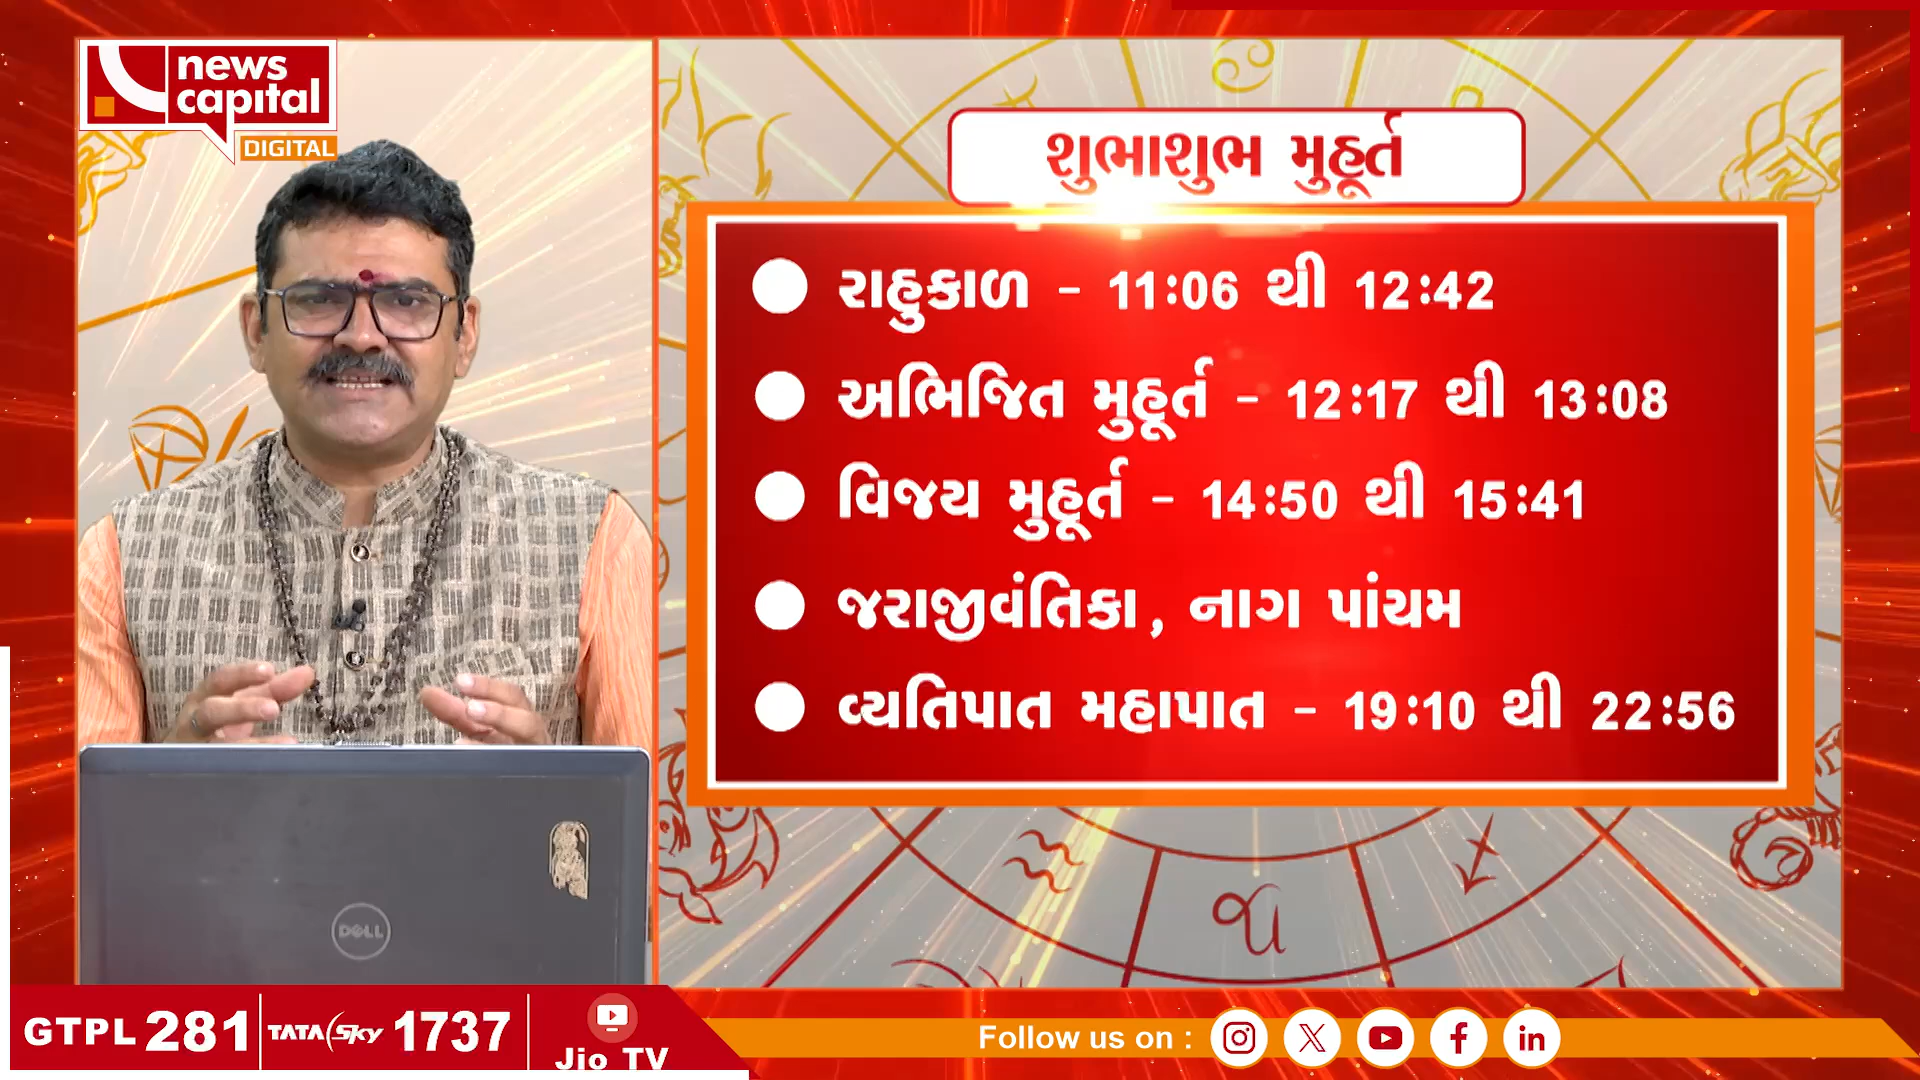 news
capital
DIGITAL
શુભાશુભ મુહૂર્ત
રાહુકાળ - 11:06 થી 12:42
અભિજિત મુહૂર્ત - 12:17 થી 13:08
વિજય મુહૂર્ત - 14:50 થી 15:41
જરાજીવંતિકા, નાગ પાંચમ
વ્યતિપાત મહાપાત - 19:10 થી 22:56
DELL
GTPL 281
TATA Sky 1737
Jio TV
Follow us on :